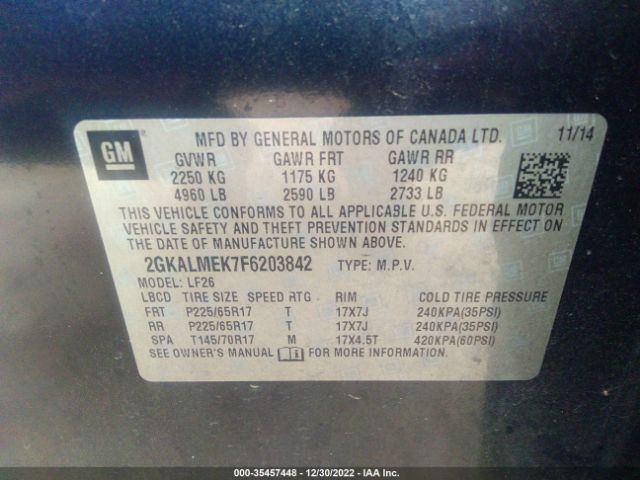 GM
MFD BY GENERAL MOTORS OF CANADA LTD. 11/14
GVWR GAWR FRT GAWR RR
2250 KG 1175 KG 1240 KG
4960 LB 2590 LB 2733 LB
THIS VEHICLE CONFORMS TO ALL APPLICABLE U.S. FEDERAL MOTOR
VEHICLE SAFETY AND THEFT PREVENTION STANDARDS IN EFFECT ON
THE DATE OF MANUFACTURE SHOWN ABOVE.
2GKALMEK7F6203842 TYPE: M.P.V.
MODEL: LF26
LBCD TIRE SIZE SPEED RTG RIM COLD TIRE PRESSURE
FRT P225/65R17 T 17X7J 240KPA(35PSI)
RR P225/65R17 T 17X7J 240KPA(35PSI)
SPA T145/70R17 M 17X4.5T 420KPA(60PSI)
SEE OWNER'S MANUAL FOR MORE INFORMATION.
000-35457448 - 12/30/2022 - IAA Inc.